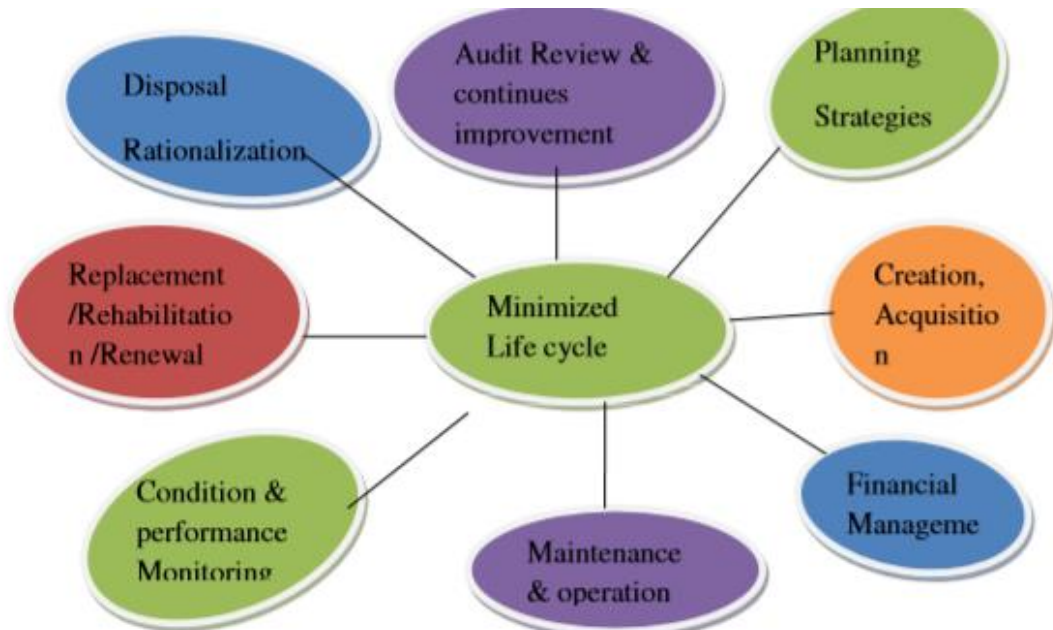 Disposal
Rationalization
Audit Review &
continues
improvement
Planning
Strategies
Replacement
/Rehabilitatio
n /Renewal
Minimized
Life cycle
Creation,
Acquisitio
n
Condition &
performance
Monitoring
Maintenance
& operation
Financial
Manageme